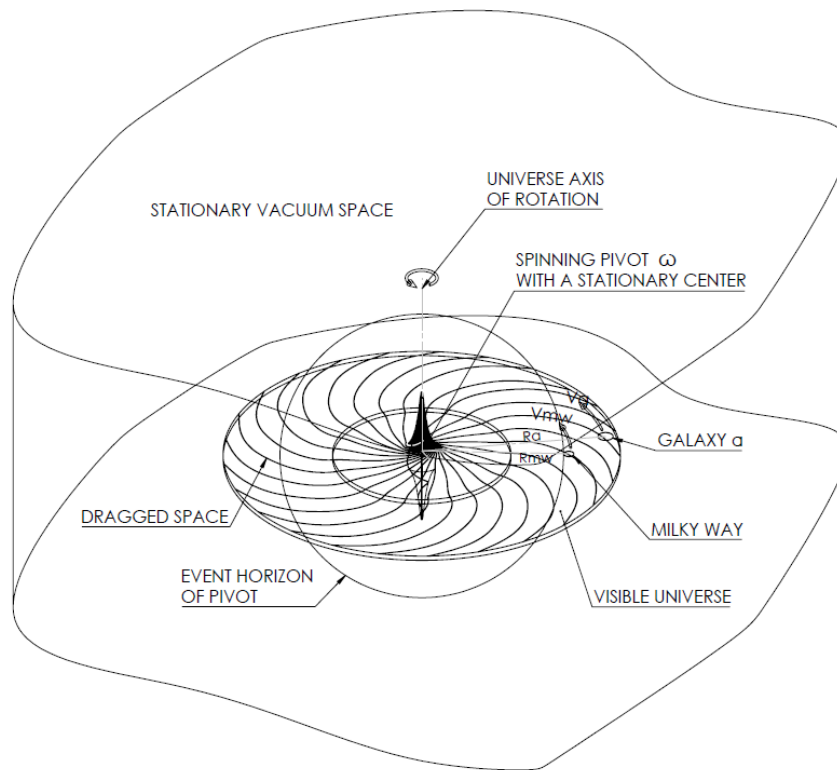 UNIVERSE AXIS
OF ROTATION
STATIONARY VACUUM SPACE
SPINNING PIVOT ω
WITH A STATIONARY CENTER
Va
Vmw
Ra
Rmw
GALAXY a
DRAGGED SPACE
MILKY WAY
EVENT HORIZON
OF PIVOT
VISIBLE UNIVERSE